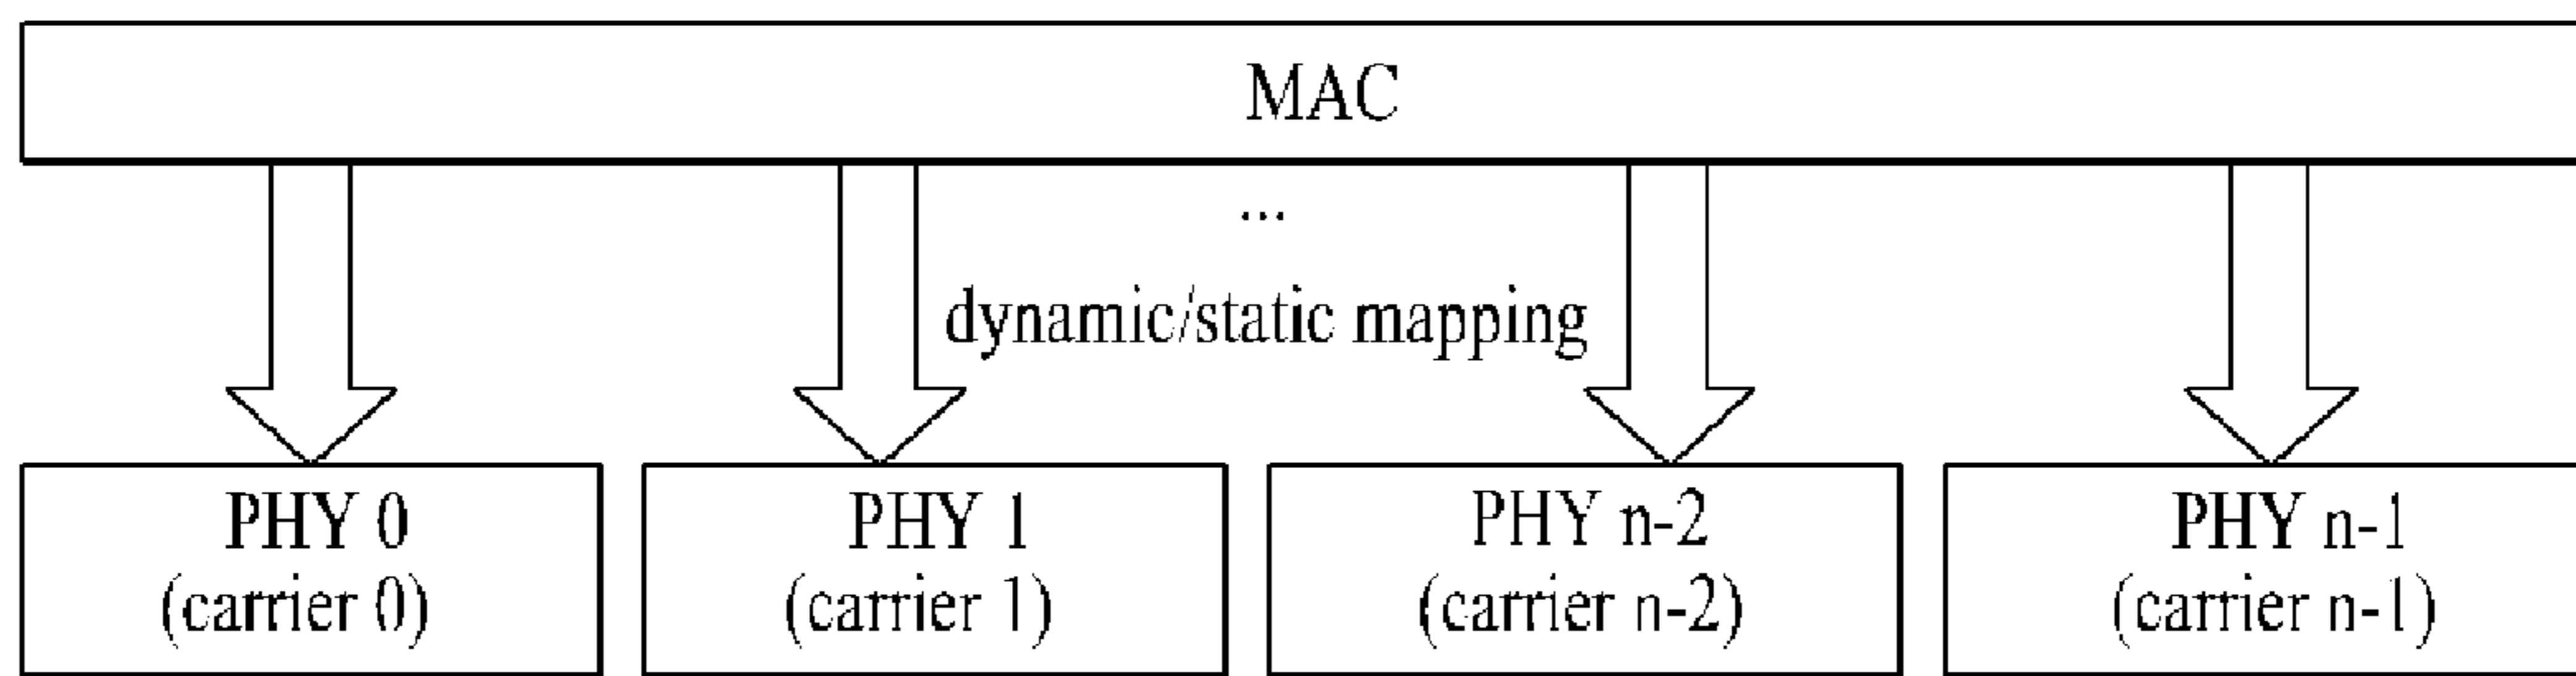 MAC
...
dynamic/static mapping
PHY 0
(carrier 0)
PHY 1
(carrier 1)
PHY n-2
(carrier n-2)
PHY n-1
(carrier n-1)